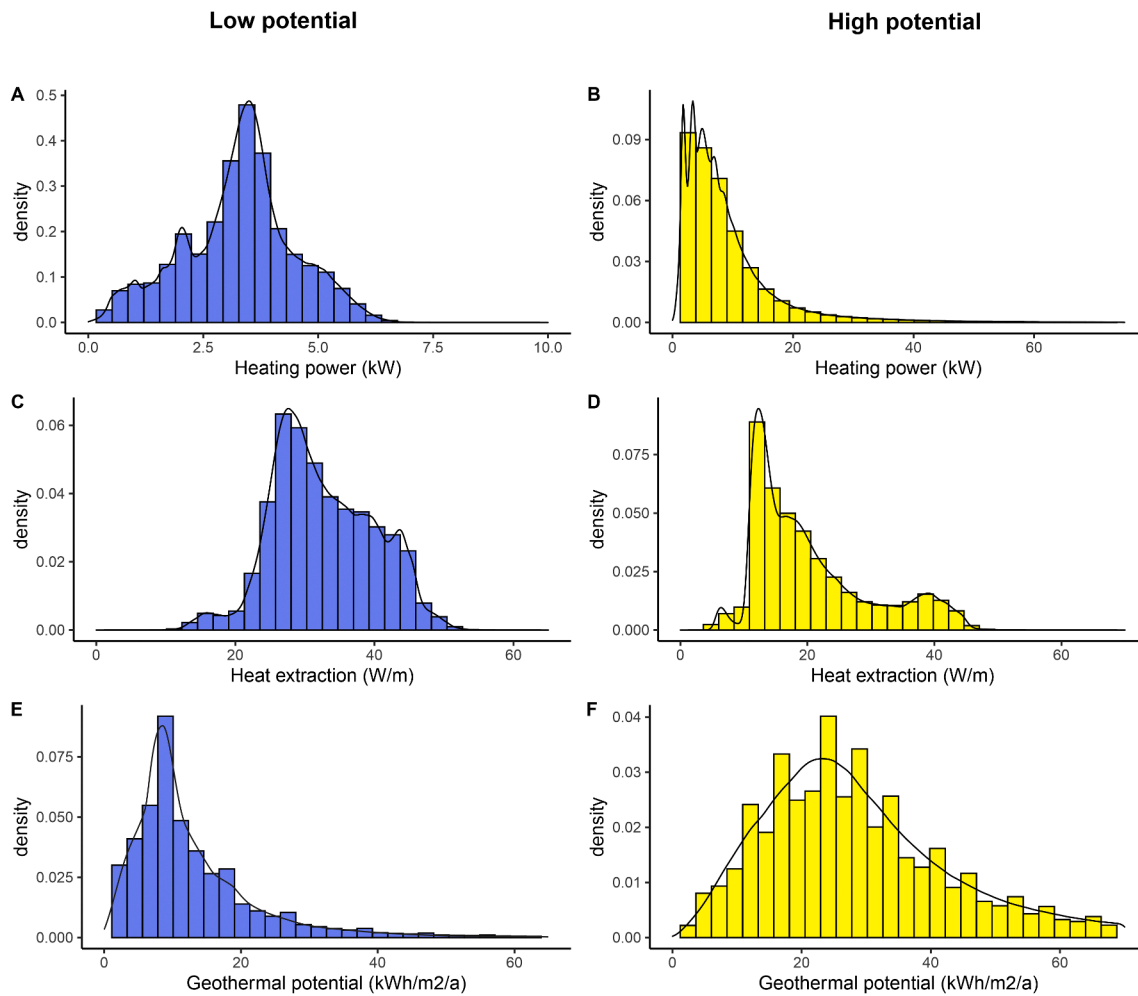 Low potential
High potential
A
0.5
0.4
0.3
0.2
0.1
0.0
density
0.0 2.5 5.0 7.5 10.0
Heating power (kW)
B
0.09
0.06
0.03
0.00
density
0 20 40 60
Heating power (kW)
C
0.06
0.04
0.02
0.00
density
0 20 40 60
Heat extraction (W/m)
D
0.075
0.050
0.025
0.000
density
0 20 40 60
Heat extraction (W/m)
E
0.075
0.050
0.025
0.000
density
0 20 40 60
Geothermal potential (kWh/m2/a)
F
0.04
0.03
0.02
0.01
0.00
density
0 20 40 60
Geothermal potential (kWh/m2/a)